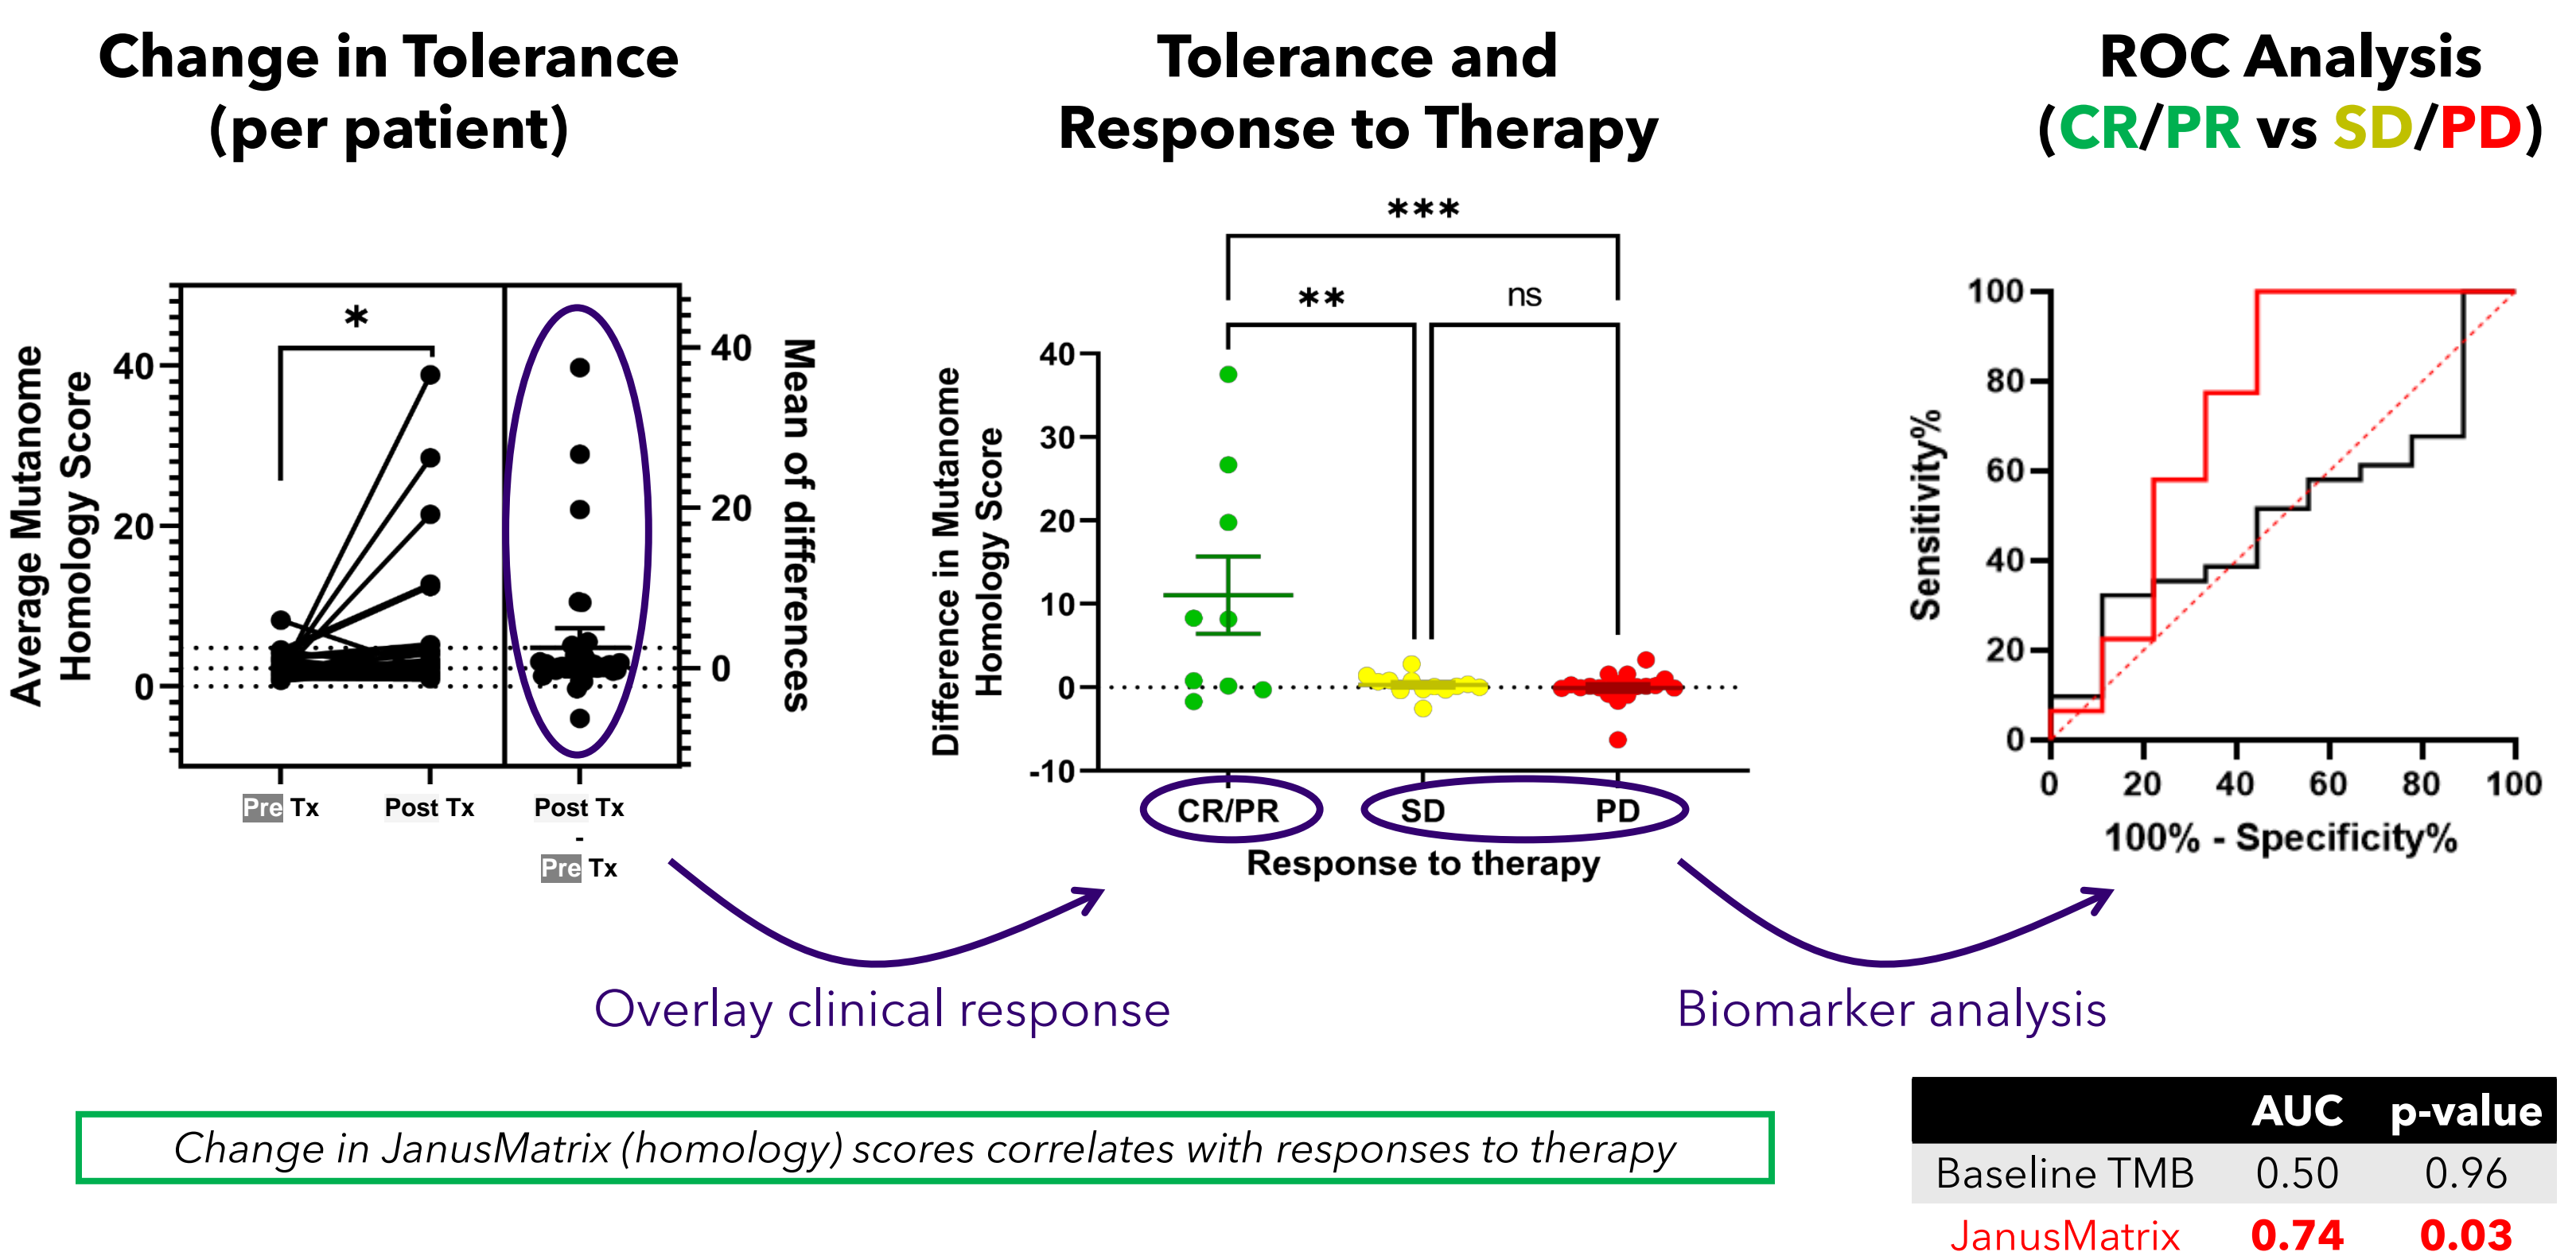 Change in Tolerance
(per patient)
Average Mutanome
Homology Score
40
20
0
*
40
20
0
Mean of differences
Pre Tx
Post Tx
Post Tx
-
Pre Tx
Tolerance and
Response to Therapy
***
**
ns
Difference in Mutanome
Homology Score
40
30
20
10
0
-10
CR/PR
SD
PD
Response to therapy
ROC Analysis
(CR/PR vs SD/PD)
Sensitivity%
100
80
60
40
20
0
0
20
40
60
80
100
100% - Specificity%
Overlay clinical response
Biomarker analysis
Change in JanusMatrix (homology) scores correlates with responses to therapy
AUC p-value
Baseline TMB 0.50 0.96
JanusMatrix 0.74 0.03